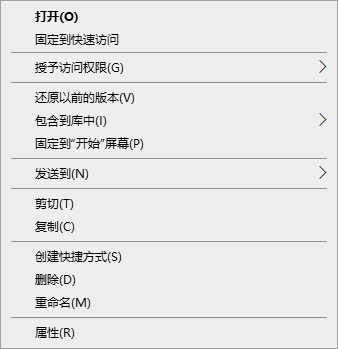 打开(O)
固定到快速访问
授予访问权限(G)
还原以前的版本(V)
包含到库中(I)
固定到“开始”屏幕(P)
发送到(N)
剪切(T)
复制(C)
创建快捷方式(S)
删除(D)
重命名(M)
属性(R)